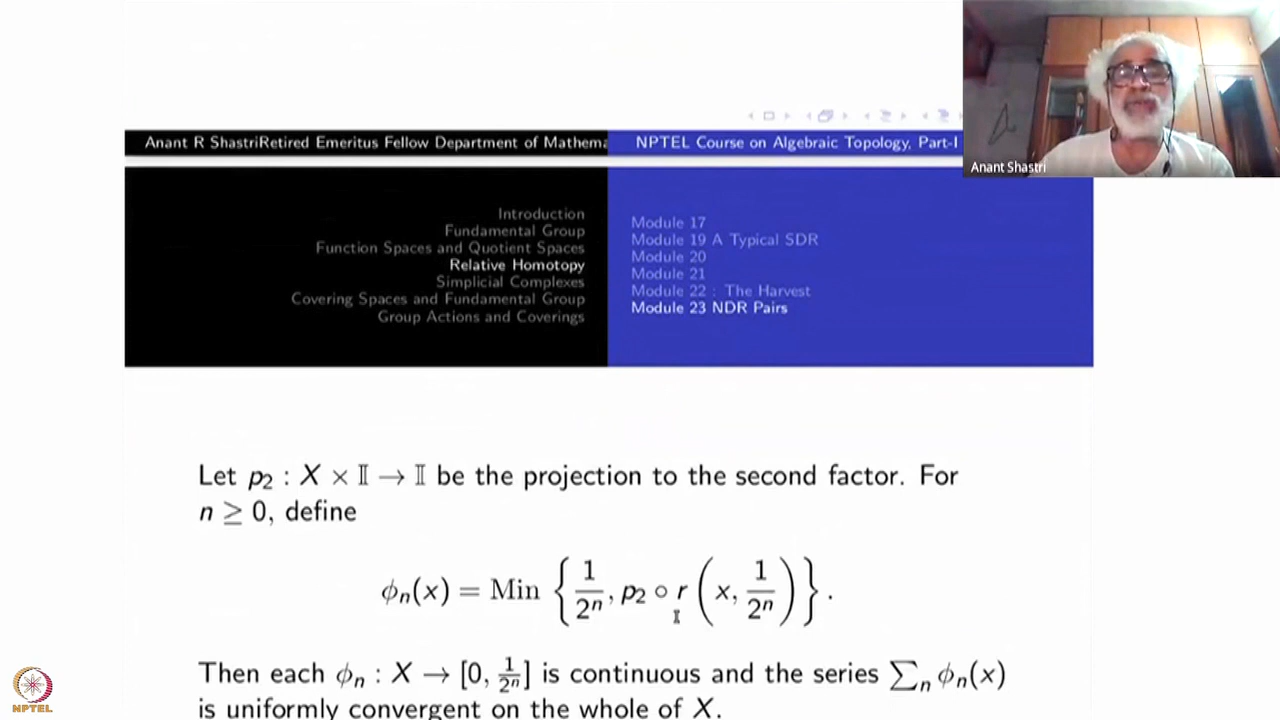 Anant R ShastriRetired Emeritus Fellow Department of Mathema
NPTEL Course on Algebraic Topology, Part-I
Anant Shastri
Introduction
Fundamental Group
Function Spaces and Quotient Spaces
Relative Homotopy
Simplicial Complexes
Covering Spaces and Fundamental Group
Group Actions and Coverings
Module 17
Module 19 A Typical SDR
Module 20
Module 21
Module 22 : The Harvest
Module 23 NDR Pairs
Let p₂ : X × 𝕀 → 𝕀 be the projection to the second factor. For
n ≥ 0, define
ϕₙ(x) = Min { 1/2ⁿ, p₂ ∘ r ( x, 1/2ⁿ ) } .
Then each ϕₙ : X → [0, 1/2ⁿ] is continuous and the series ∑ₙ ϕₙ(x)
is uniformly convergent on the whole of X.
NPTEL